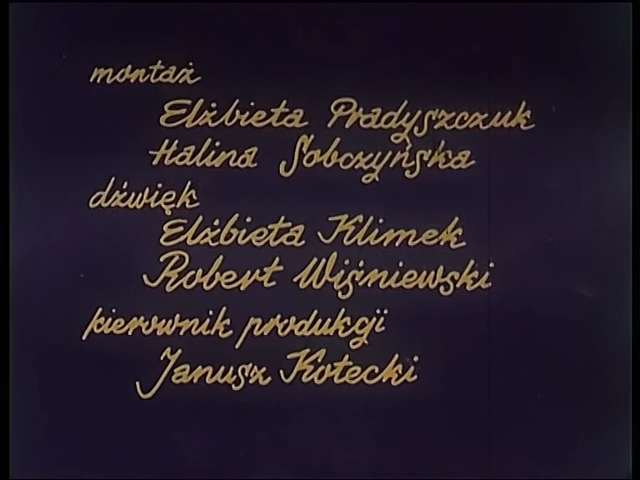 montaż
Elżbieta Pradyszczuk
Halina Sobczyńska
dźwięk
Elżbieta Klimek
Robert Wiśniewski
kierownik produkcji
Janusz Kotecki